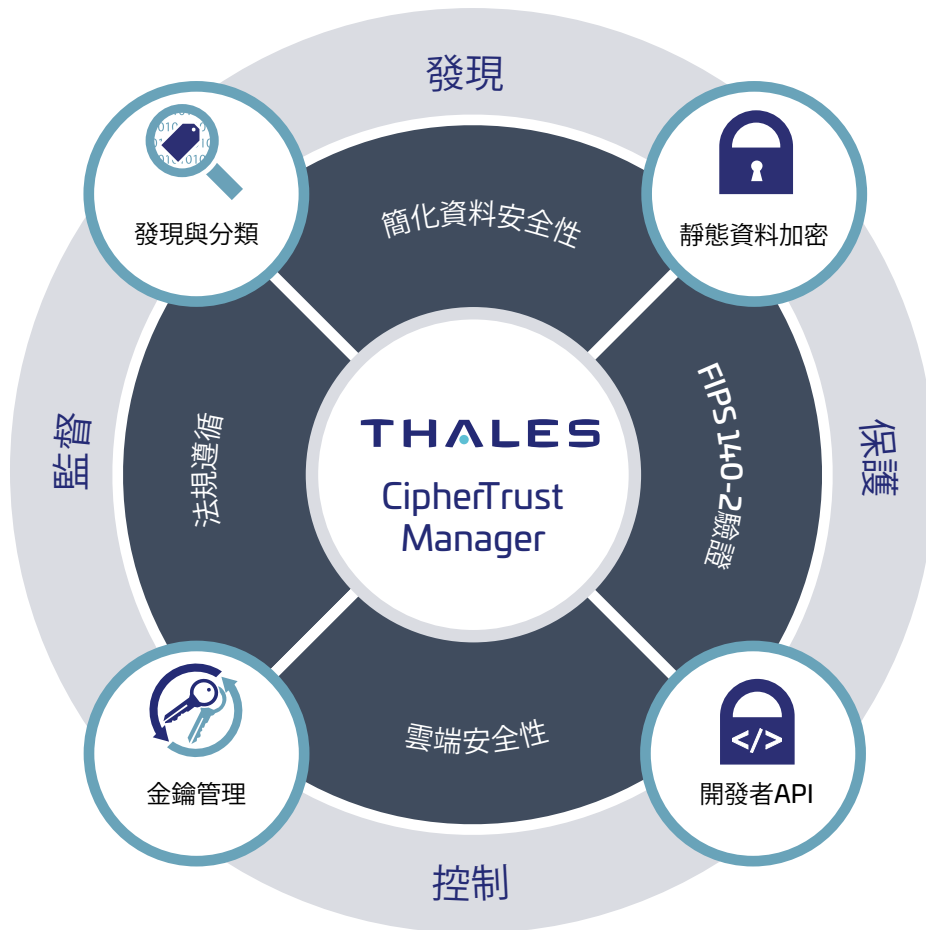 發現
發現與分類
靜態資料加密
簡化資料安全性
監督
法規遵循
THALES
CipherTrust
Manager
FIPS 140-2驗證
保護
金鑰管理
雲端安全性
</>
開發者API
控制